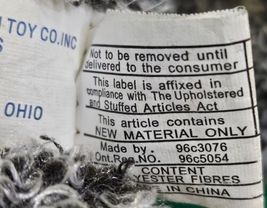 TOY CO.INC
OHIO
Not to be removed until
delivered to the consumer
This label is affixed in
compliance with The Upholstered
and Stuffed Articles Act
This article contains
NEW MATERIAL ONLY
Made by. 96c3076
Ont.Reg.NO. 96c5054
CONTENT
YESTER FIBRES
IN CHINA